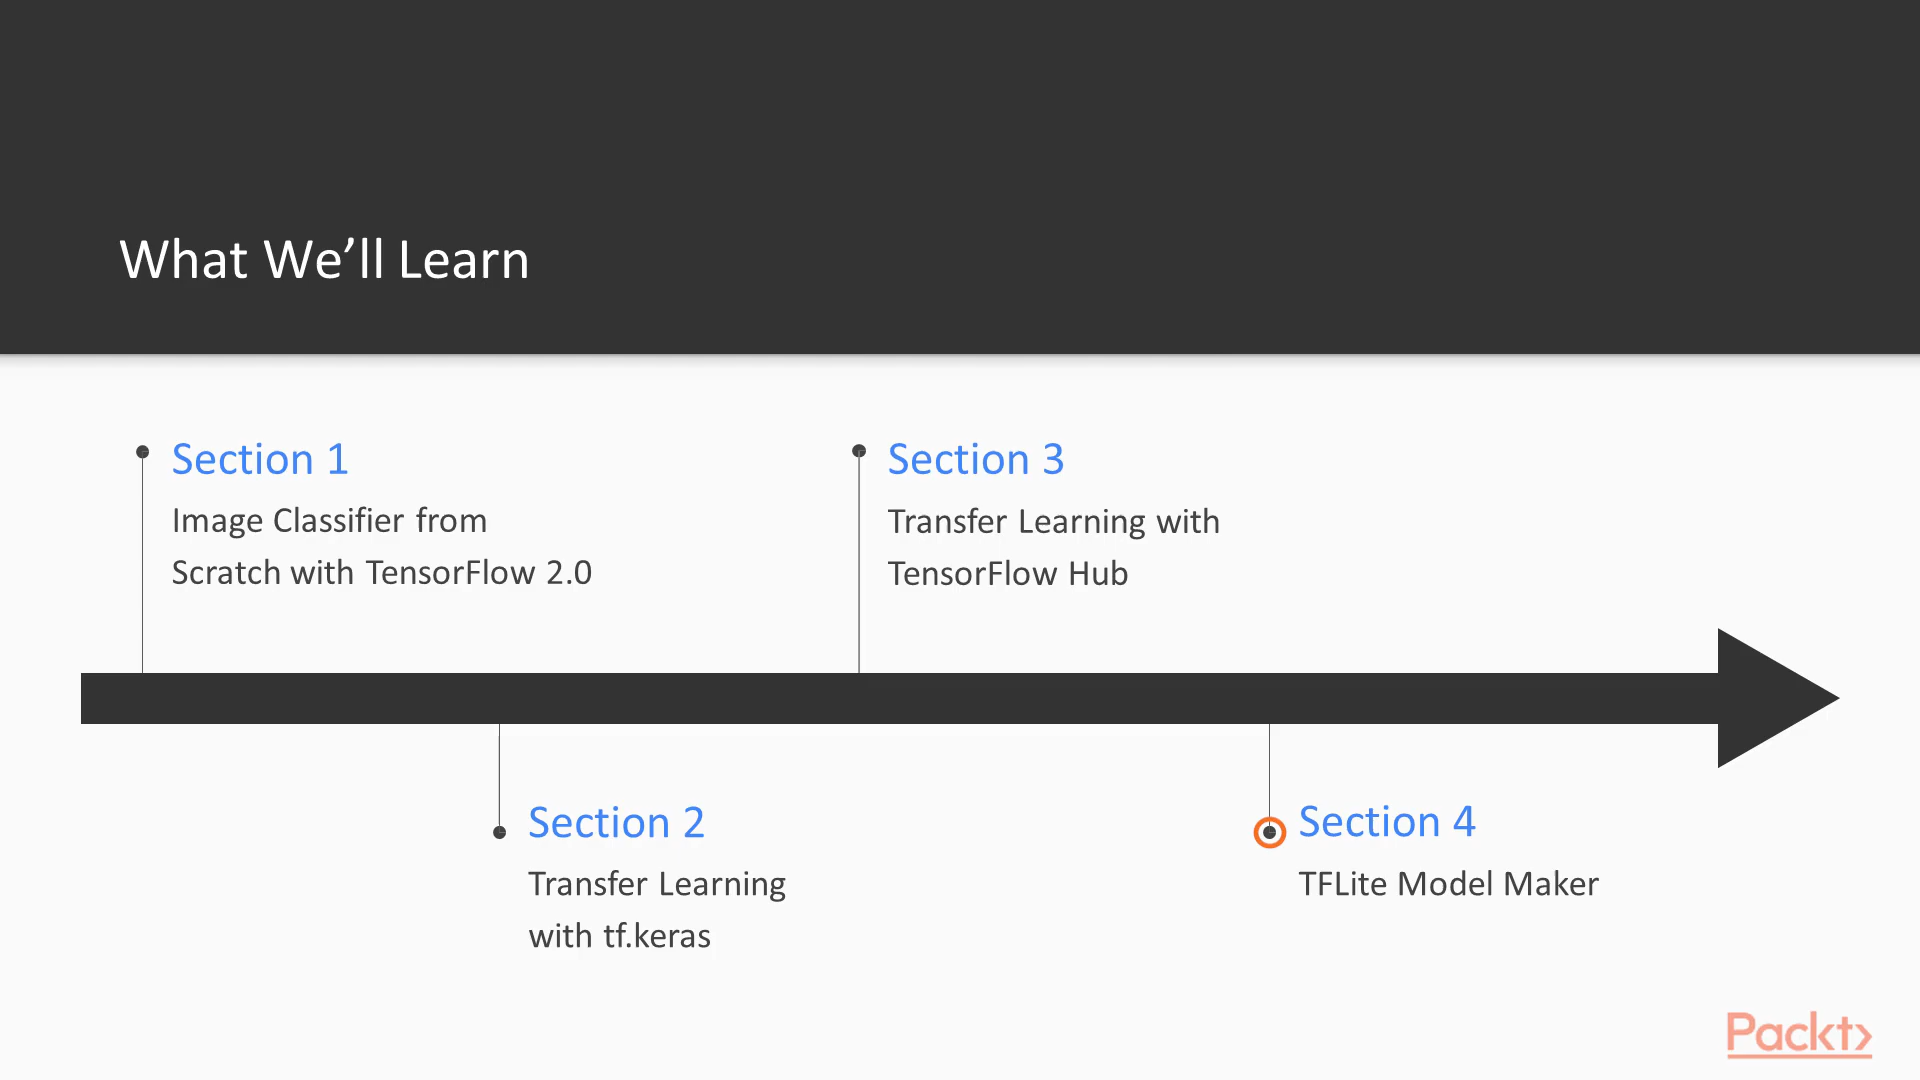 What We’ll Learn
Section 1
Image Classifier from
Scratch with TensorFlow 2.0
Section 3
Transfer Learning with
TensorFlow Hub
Section 2
Transfer Learning
with tf.keras
Section 4
TFLite Model Maker
Packt>